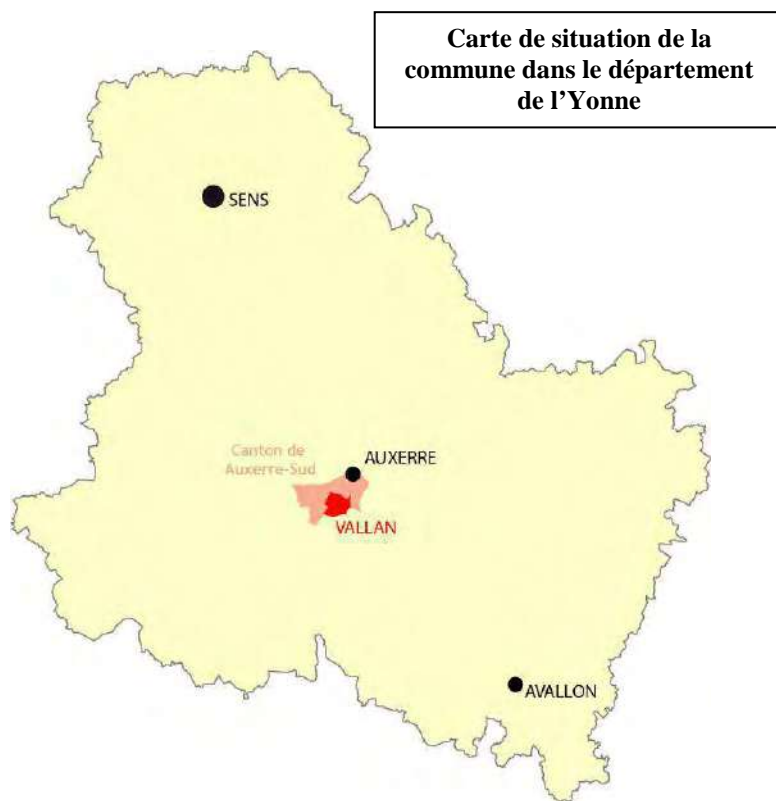 Carte de situation de la
commune dans le département
de l'Yonne
SENS
Canton de
Auxerre-Sud
AUXERRE
VALLAN
AVALLON